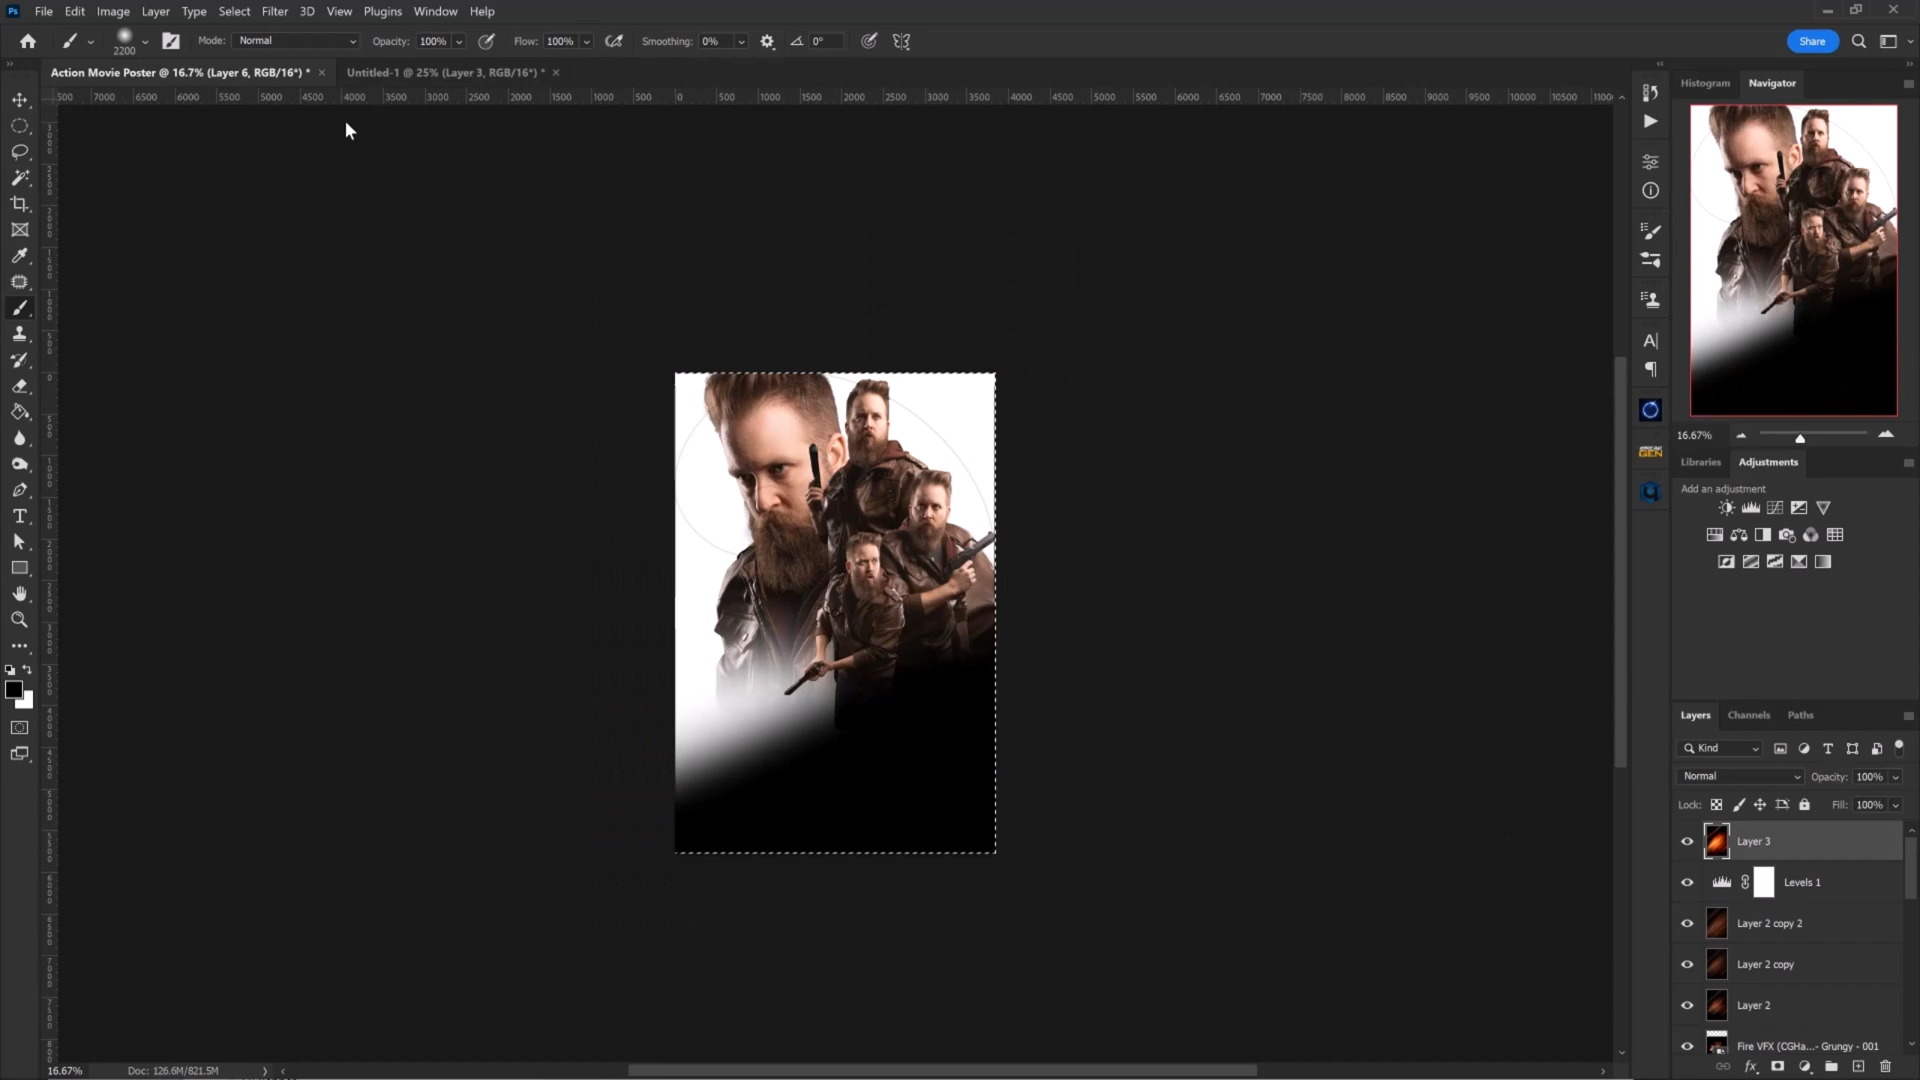 Ps File Edit Image Layer Type Select Filter 3D View Plugins Window Help
2200 Mode: Normal Opacity: 100% Flow: 100% Smoothing: 0% 0° Share
Action Movie Poster @ 16.7% (Layer 6, RGB/16*) * Untitled-1 @ 25% (Layer 3, RGB/16*) *
500 7000 6500 6000 5500 5000 4500 4000 3500 3000 2500 2000 1500 1000 500 0 500 1000 1500 2000 2500 3000 3500 4000 4500 5000 5500 6000 6500 7000 7500 8000 8500 9000 9500 10000 10500 1100
Histogram Navigator
16.67%
Libraries Adjustments
Add an adjustment
Layers Channels Paths
Kind
Normal Opacity: 100%
Lock: Fill: 100%
Layer 3
Levels 1
Layer 2 copy 2
Layer 2 copy
Layer 2
Fire VFX (CGHa...- Grungy - 001
16.67% Doc: 126.6M/821.5M